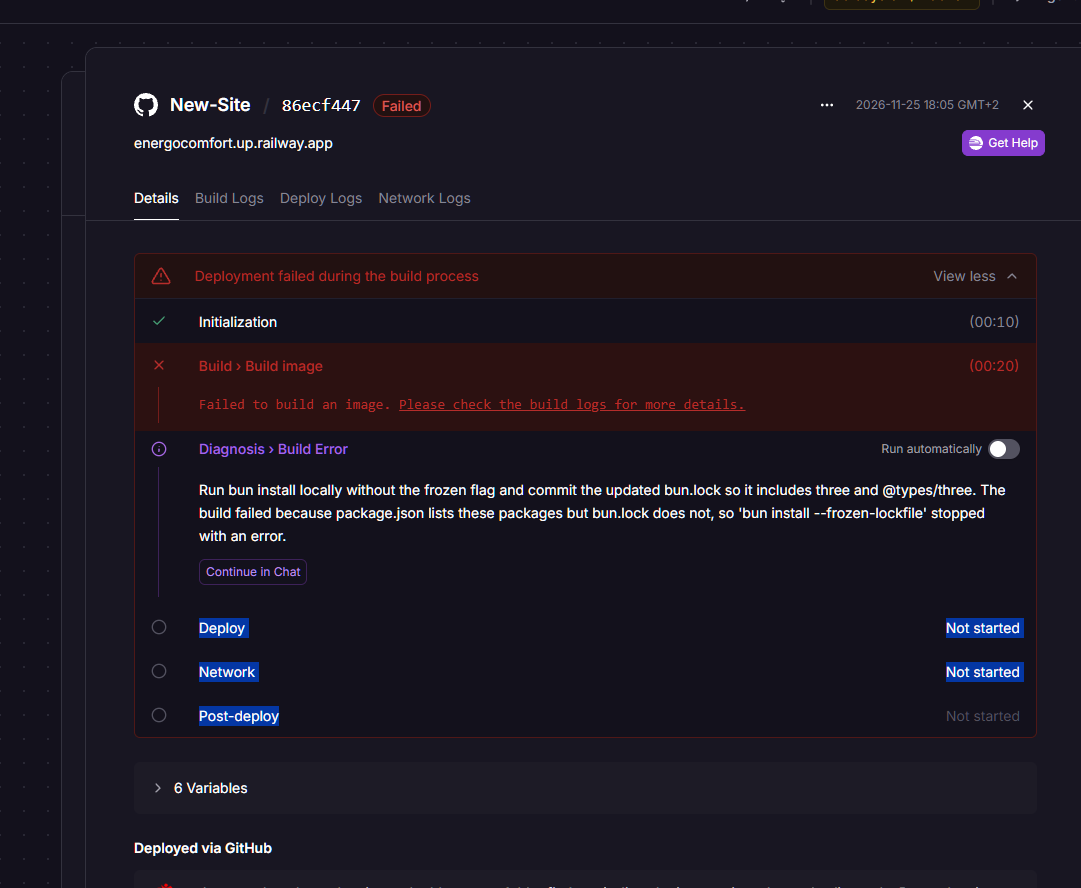 New-Site / 86ecf447 Failed
2026-11-25 18:05 GMT+2
energocomfort.up.railway.app
Get Help
Details Build Logs Deploy Logs Network Logs
Deployment failed during the build process View less
Initialization (00:10)
Build › Build image (00:20)
Failed to build an image. Please check the build logs for more details.
Diagnosis › Build Error Run automatically
Run bun install locally without the frozen flag and commit the updated bun.lock so it includes three and @types/three. The
build failed because package.json lists these packages but bun.lock does not, so 'bun install --frozen-lockfile' stopped
with an error.
Continue in Chat
Deploy Not started
Network Not started
Post-deploy Not started
6 Variables
Deployed via GitHub